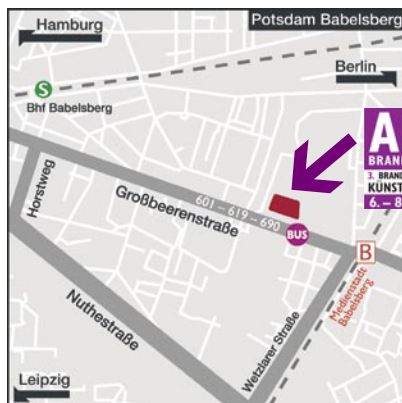 Potsdam Babelsberg
Hamburg
Berlin
S
Bhf Babelsberg
A
BRAN
3. BRAN
KÜNST
6. – 8
Horstweg
Großbeerenstraße
601 – 619 – 690
BUS
B
Medienstadt
Babelsberg
Nuthestraße
Wetzlarer Straße
Leipzig